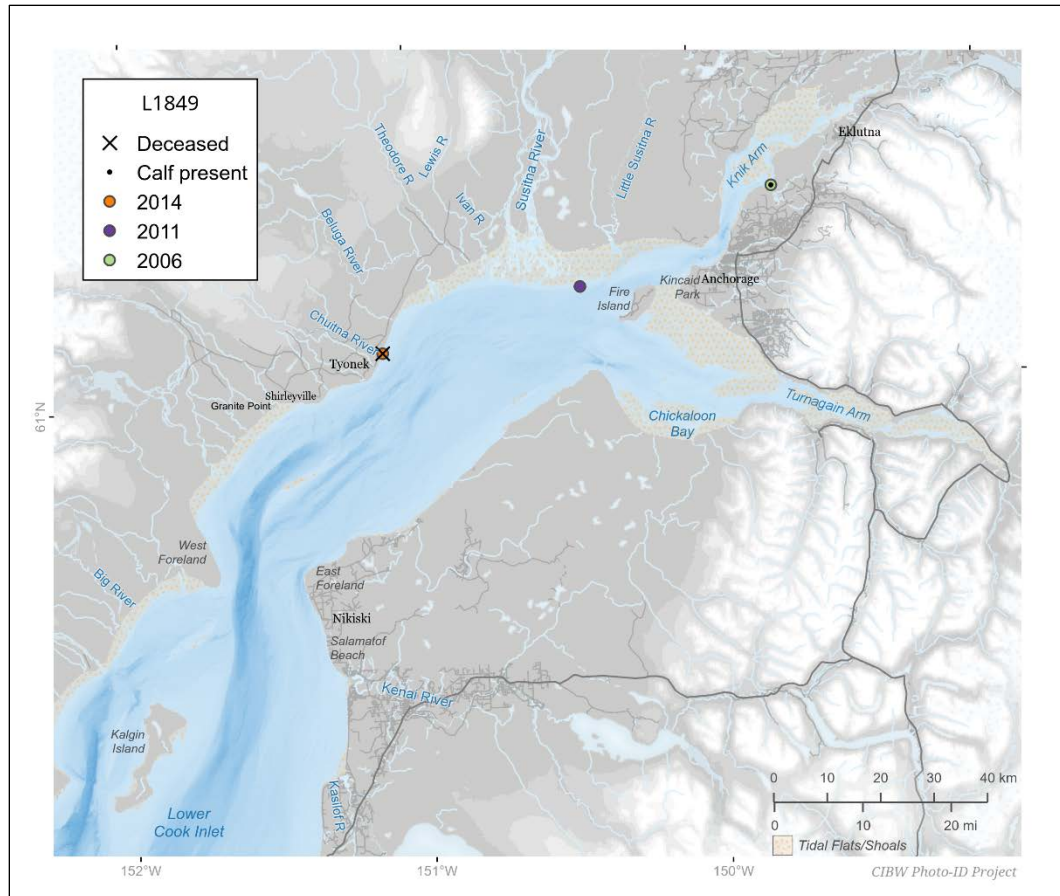 L1849
Deceased
Calf present
2014
2011
2006
Theodore R
Lewis R
Ivan R
Susitna River
Little Susitna R
Beluga River
Knik Arm
Eklutna
Fire
Island
Kincaid
Park
Anchorage
Chuitna River
Tyonek
Shirleyville
Granite Point
61°N
Chickaloon
Bay
Turnagain Arm
West
Foreland
Big River
East
Foreland
Nikiski
Salamatof
Beach
Kenai River
Kalgin
Island
Kasilof R
Lower
Cook Inlet
0 10 20 30 40 km
0 10 20 mi
Tidal Flats/Shoals
CIBW Photo-ID Project
152°W 151°W 150°W